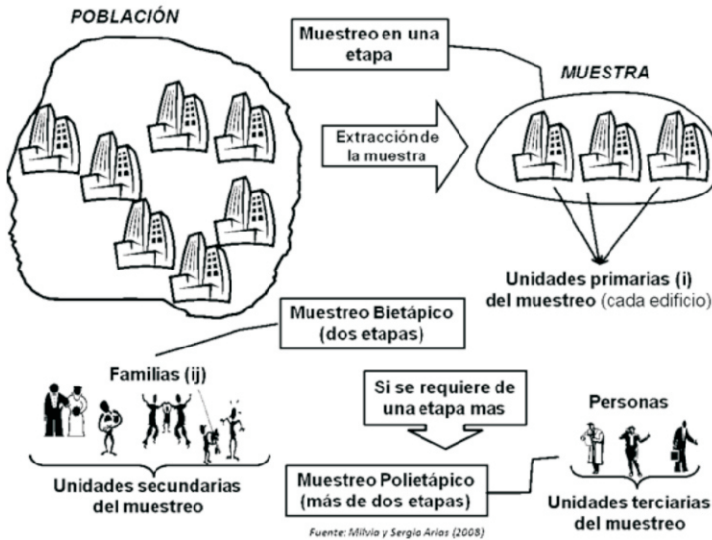 POBLACIÓN
Muestreo en una
etapa
MUESTRA
Extracción de
la muestra
Unidades primarias (i)
del muestreo (cada edificio)
Muestreo Bietápico
(dos etapas)
Familias (ij)
Si se requiere de
una etapa mas
Personas
Unidades secundarias
del muestreo
Muestreo Polietápico
(más de dos etapas)
Unidades terciarias
del muestreo
Fuente: Milvia y Sergio Arias (2008)